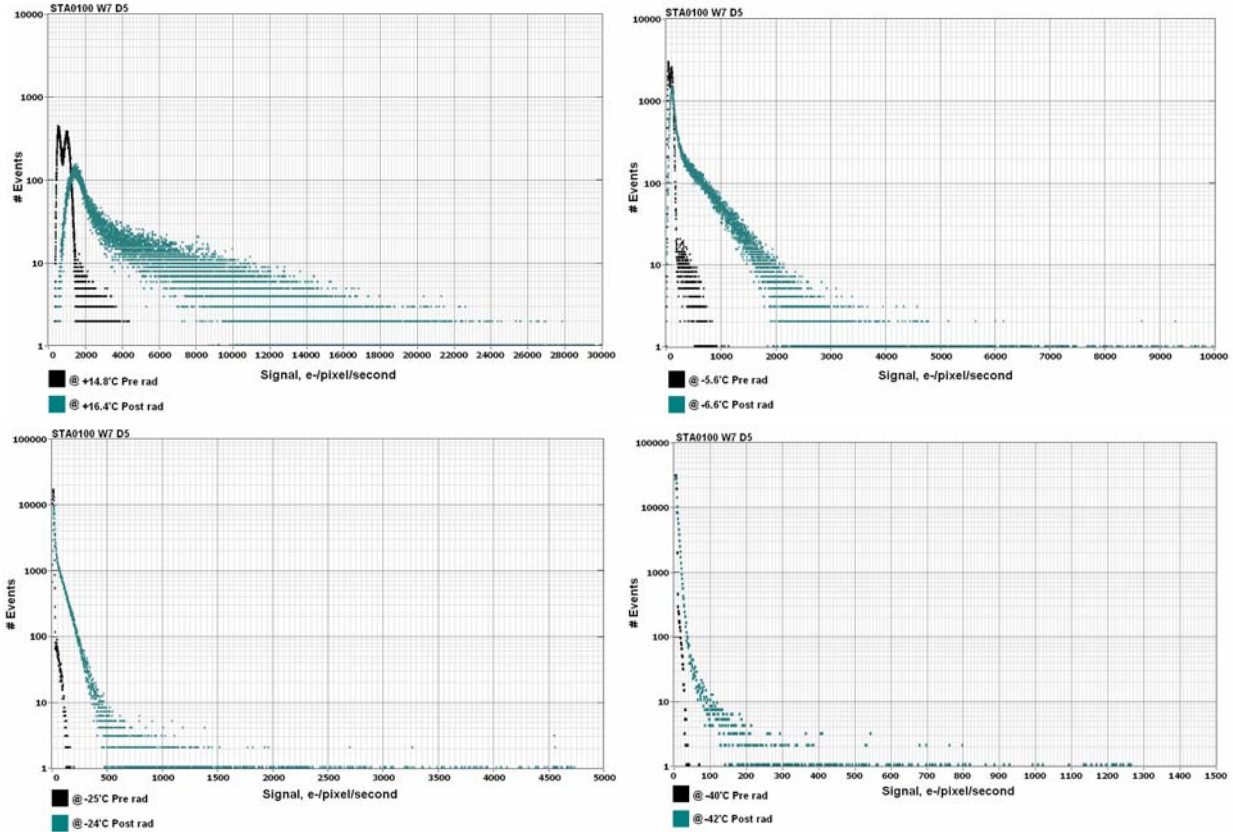 STA0100 W7 D5
10000
1000
100
10
1
# Events
0 2000 4000 6000 8000 10000 12000 14000 16000 18000 20000 22000 24000 26000 28000 30000
Signal, e-/pixel/second
@ +14.8'C Pre rad
@ +16.4'C Post rad
STA0100 W7 D5
10000
1000
100
10
1
# Events
0 1000 2000 3000 4000 5000 6000 7000 8000 9000 10000
Signal, e-/pixel/second
@ -5.6'C Pre rad
@ -6.6'C Post rad
STA0100 W7 D5
100000
10000
1000
100
10
1
# Events
0 500 1000 1500 2000 2500 3000 3500 4000 4500 5000
Signal, e-/pixel/second
@ -25'C Pre rad
@ -24'C Post rad
STA0100 W7 D5
100000
10000
1000
100
10
1
# Events
0 100 200 300 400 500 600 700 800 900 1000 1100 1200 1300 1400 1500
Signal, e-/pixel/second
@ -40'C Pre rad
@ -42'C Post rad